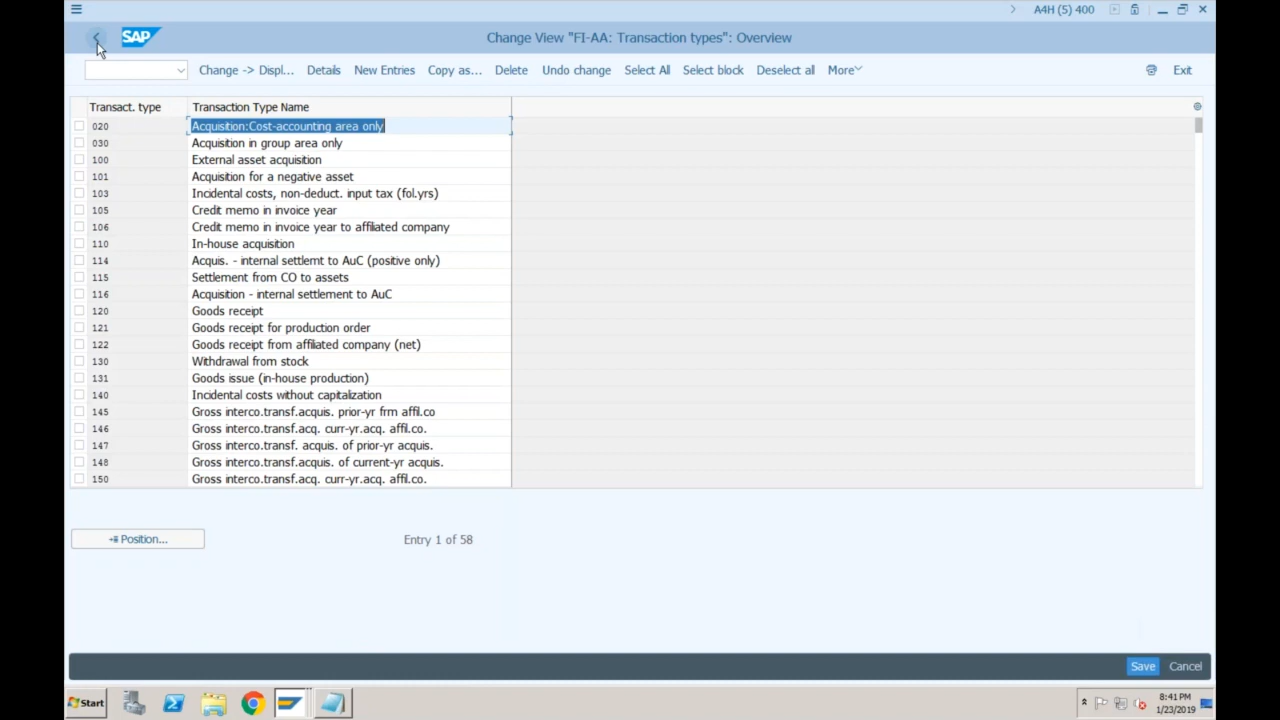 A4H (5) 400
SAP
Change View "FI-AA: Transaction types": Overview
Change -> Displ... Details New Entries Copy as... Delete Undo change Select All Select block Deselect all More Exit
Transact. type Transaction Type Name
020 Acquisition:Cost-accounting area only
030 Acquisition in group area only
100 External asset acquisition
101 Acquisition for a negative asset
103 Incidental costs, non-deduct. input tax (fol.yrs)
105 Credit memo in invoice year
106 Credit memo in invoice year to affiliated company
110 In-house acquisition
114 Acquis. - internal settlemt to AuC (positive only)
115 Settlement from CO to assets
116 Acquisition - internal settlement to AuC
120 Goods receipt
121 Goods receipt for production order
122 Goods receipt from affiliated company (net)
130 Withdrawal from stock
131 Goods issue (in-house production)
140 Incidental costs without capitalization
145 Gross interco.transf.acquis. prior-yr frm affil.co
146 Gross interco.transf.acq. curr-yr.acq. affil.co.
147 Gross interco.transf. acquis. of prior-yr acquis.
148 Gross interco.transf.acquis. of current-yr acquis.
150 Gross interco.transf.acq. curr-yr.acq. affil.co.
Position... Entry 1 of 58
Save Cancel
Start 8:41 PM
1/23/2019